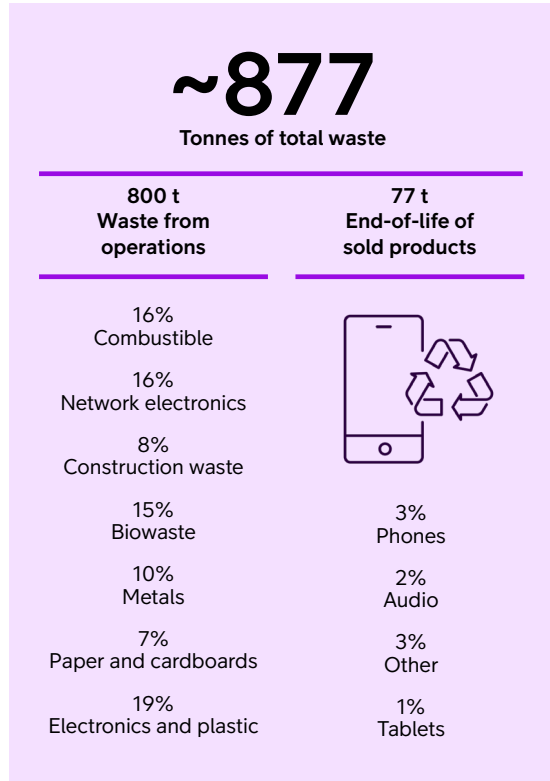 ~877
Tonnes of total waste
800 t
Waste from
operations
16%
Combustible
16%
Network electronics
8%
Construction waste
15%
Biowaste
10%
Metals
7%
Paper and cardboards
19%
Electronics and plastic
77 t
End-of-life of
sold products
3%
Phones
2%
Audio
3%
Other
1%
Tablets